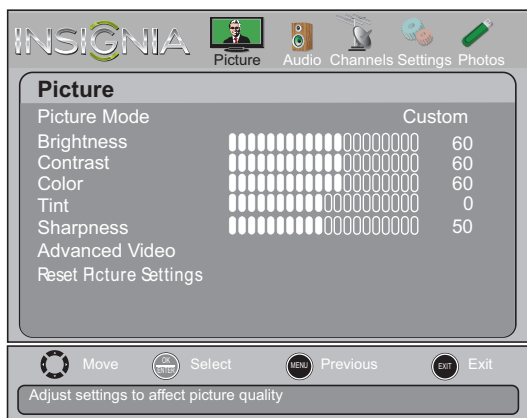 INSIGNIA
Picture Audio Channels Settings Photos
Picture
Picture Mode Custom
Brightness 60
Contrast 60
Color 60
Tint 0
Sharpness 50
Advanced Video
Reset Picture Settings
Move OK ENTER Select MENU Previous EXIT Exit
Adjust settings to affect picture quality